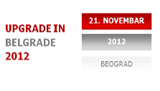 UPGRADE IN
BELGRADE
2012
21. NOVEMBAR
2012
BEOGRAD